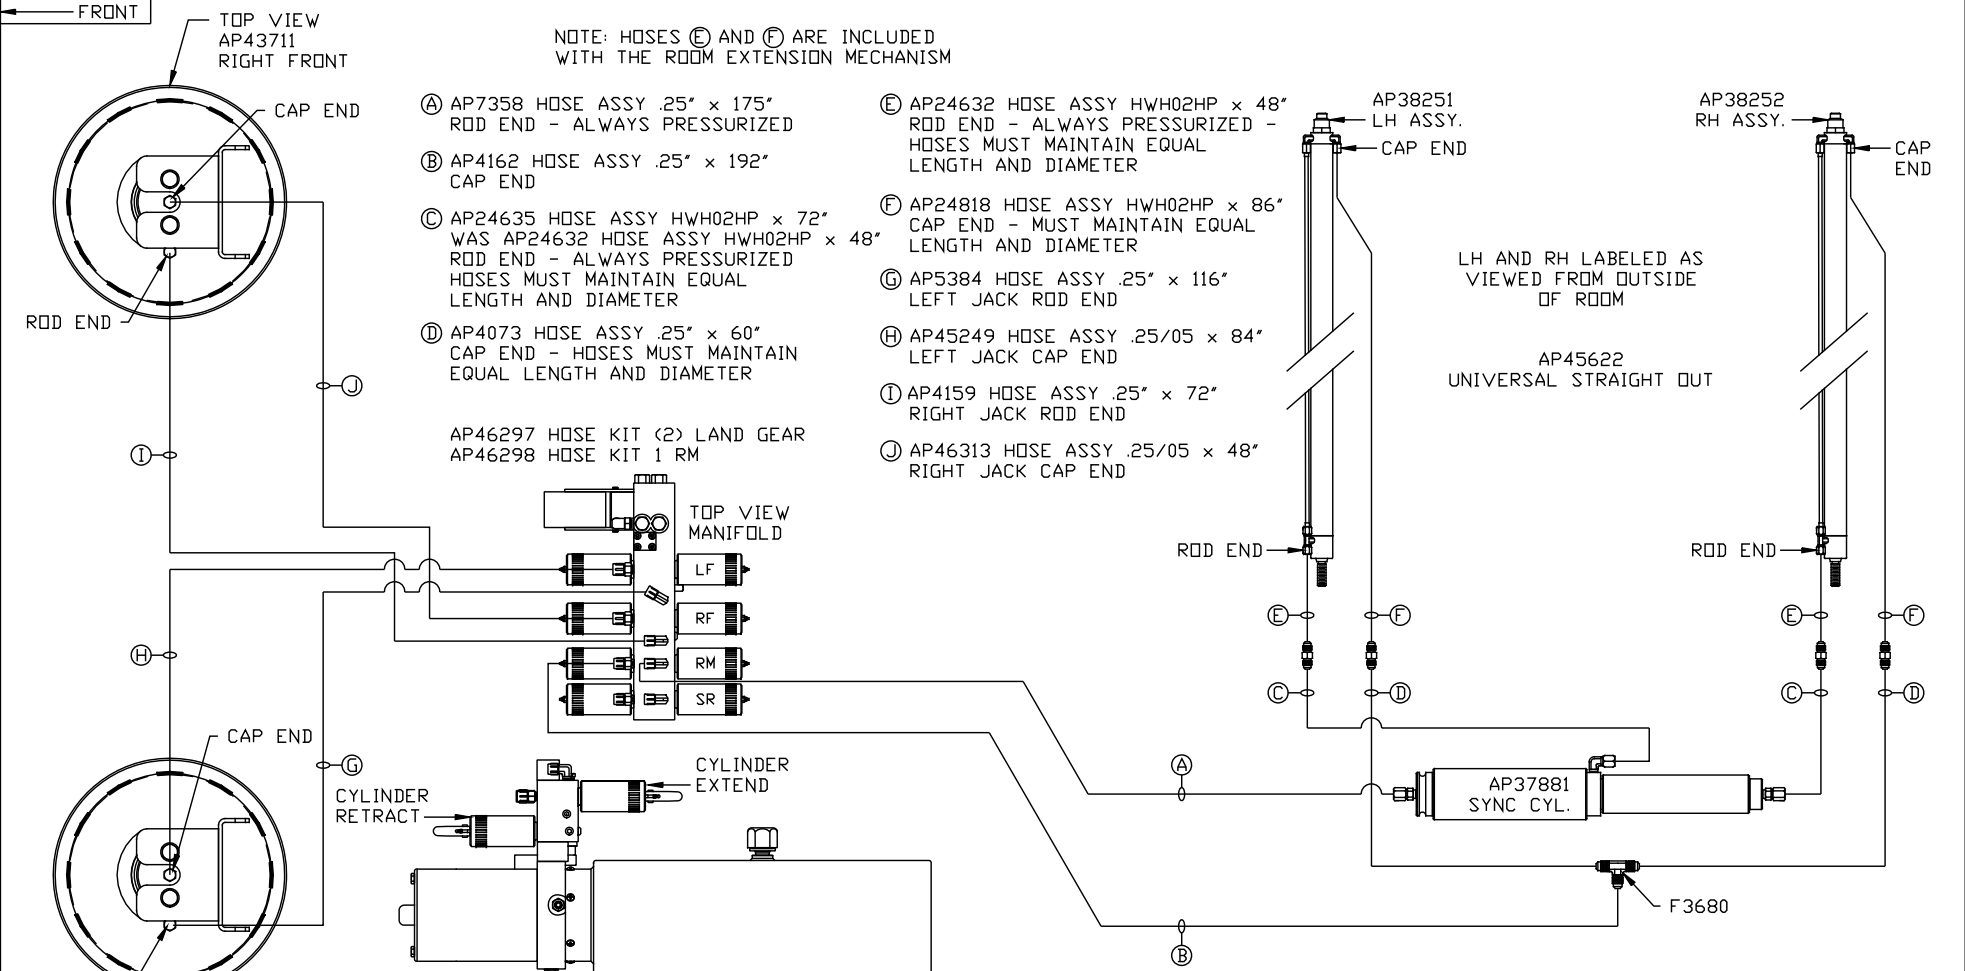 FRONT
TOP VIEW
AP43711
RIGHT FRONT
CAP END
ROD END
NOTE: HOSES E AND F ARE INCLUDED
WITH THE ROOM EXTENSION MECHANISM
A AP7358 HOSE ASSY .25" x 175"
ROD END - ALWAYS PRESSURIZED
B AP4162 HOSE ASSY .25" x 192"
CAP END
C AP24635 HOSE ASSY HWH02HP x 72"
WAS AP24632 HOSE ASSY HWH02HP x 48"
ROD END - ALWAYS PRESSURIZED
HOSES MUST MAINTAIN EQUAL
LENGTH AND DIAMETER
D AP4073 HOSE ASSY .25" x 60"
CAP END - HOSES MUST MAINTAIN
EQUAL LENGTH AND DIAMETER
AP46297 HOSE KIT (2) LAND GEAR
AP46298 HOSE KIT 1 RM
E AP24632 HOSE ASSY HWH02HP x 48"
ROD END - ALWAYS PRESSURIZED -
HOSES MUST MAINTAIN EQUAL
LENGTH AND DIAMETER
F AP24818 HOSE ASSY HWH02HP x 86"
CAP END - MUST MAINTAIN EQUAL
LENGTH AND DIAMETER
G AP5384 HOSE ASSY .25" x 116"
LEFT JACK ROD END
H AP45249 HOSE ASSY .25/05 x 84"
LEFT JACK CAP END
I AP4159 HOSE ASSY .25" x 72"
RIGHT JACK ROD END
J AP46313 HOSE ASSY .25/05 x 48"
RIGHT JACK CAP END
AP38251
LH ASSY.
CAP END
AP38252
RH ASSY.
CAP
END
LH AND RH LABELED AS
VIEWED FROM OUTSIDE
OF ROOM
AP45622
UNIVERSAL STRAIGHT OUT
ROD END
ROD END
J
I
H
G
TOP VIEW
MANIFOLD
LF
RF
RM
SR
E
F
E
F
C
D
C
D
CAP END
CYLINDER
RETRACT
CYLINDER
EXTEND
A
AP37881
SYNC CYL.
F3680
B